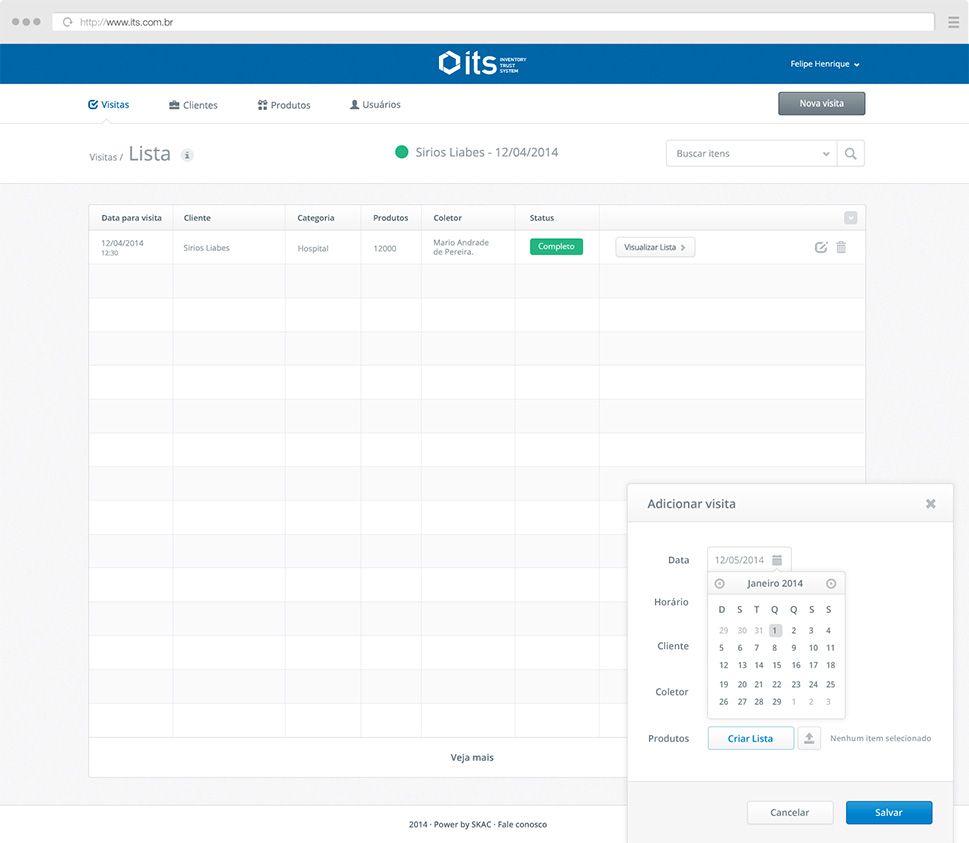 http://www.its.com.br
its INVENTORY TRUST SYSTEM
Felipe Henrique
Visitas Clientes Produtos Usuários
Nova visita
Visitas / Lista i
Sirios Liabes - 12/04/2014
Buscar itens
Data para visita Cliente Categoria Produtos Coletor Status
12/04/2014 Sirios Liabes Hospital 12000 Mario Andrade Completo Visualizar Lista
12:30 de Pereira.
Veja mais
2014 · Power by SKAC · Fale conosco
Adicionar visita
Data 12/05/2014
Janeiro 2014
Horário
D S T Q Q S S
29 30 31 1 2 3 4
Cliente
5 6 7 8 9 10 11
12 13 14 15 16 17 18
19 20 21 22 23 24 25
Coletor
26 27 28 29 1 2 3
Produtos Criar Lista Nenhum item selecionado
Cancelar Salvar